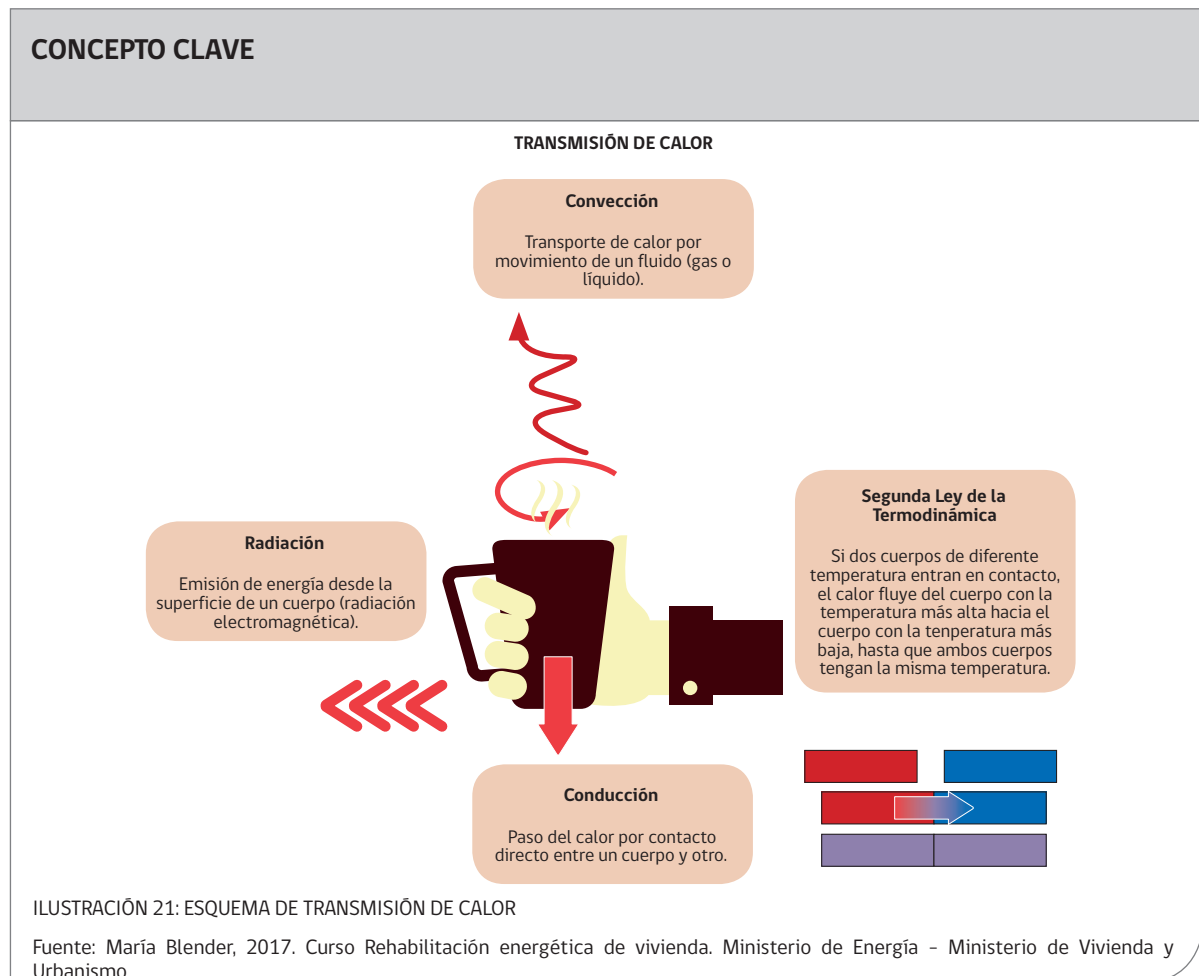 CONCEPTO CLAVE
TRANSMISIÓN DE CALOR
Convección
Transporte de calor por
movimiento de un fluido (gas o
líquido).
Radiación
Emisión de energía desde la
superficie de un cuerpo (radiación
electromagnética).
Segunda Ley de la
Termodinámica
Si dos cuerpos de diferente
temperatura entran en contacto,
el calor fluye del cuerpo con la
temperatura más alta hacia el
cuerpo con la tenperatura más
baja, hasta que ambos cuerpos
tengan la misma temperatura.
Conducción
Paso del calor por contacto
directo entre un cuerpo y otro.
ILUSTRACIÓN 21: ESQUEMA DE TRANSMISIÓN DE CALOR
Fuente: María Blender, 2017. Curso Rehabilitación energética de vivienda. Ministerio de Energía - Ministerio de Vivienda y
Urbanismo